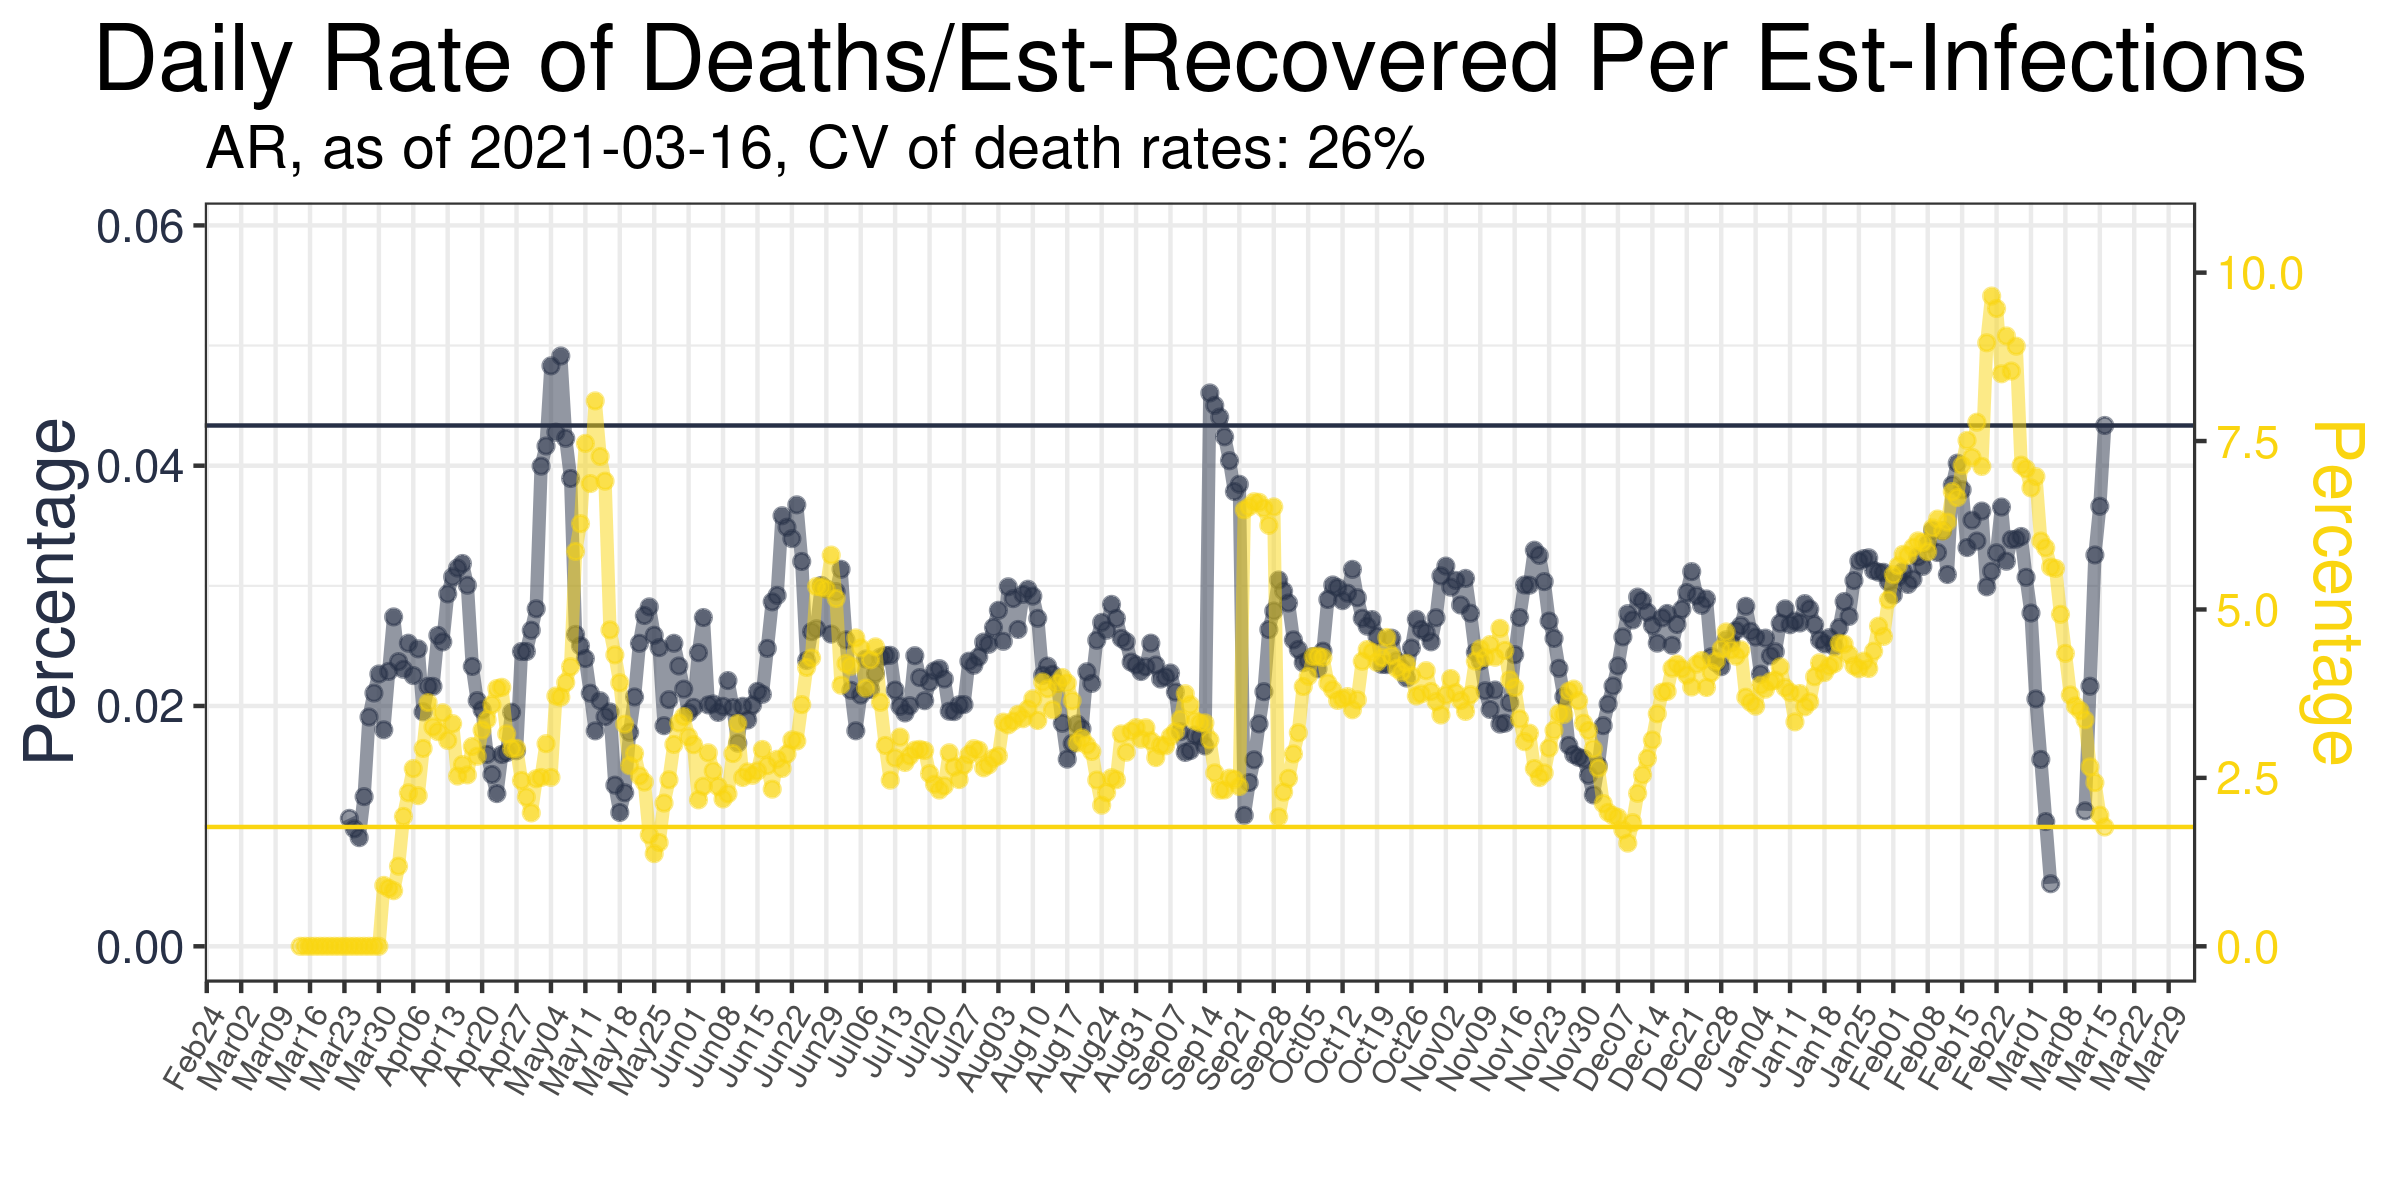 Daily Rate of Deaths/Est-Recovered Per Est-Infections
AR, as of 2021-03-16, CV of death rates: 26%
Percentage
0.06
0.04
0.02
0.00
10.0
7.5
5.0
2.5
0.0
Percentage
Feb24
Mar02
Mar09
Mar16
Mar23
Mar30
Apr06
Apr13
Apr20
Apr27
May04
May11
May18
May25
Jun01
Jun08
Jun15
Jun22
Jun29
Jul06
Jul13
Jul20
Jul27
Aug03
Aug10
Aug17
Aug24
Aug31
Sep07
Sep14
Sep21
Sep28
Oct05
Oct12
Oct19
Oct26
Nov02
Nov09
Nov16
Nov23
Nov30
Dec07
Dec14
Dec21
Dec28
Jan04
Jan11
Jan18
Jan25
Feb01
Feb08
Feb15
Feb22
Mar01
Mar08
Mar15
Mar22
Mar29